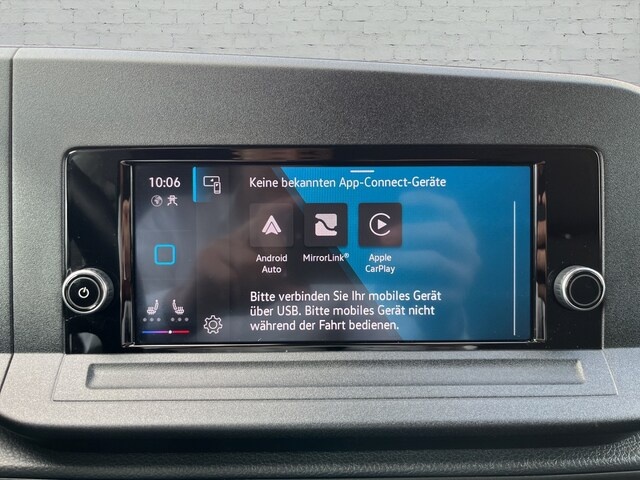 10:06
Keine bekannten App-Connect-Geräte
Android
Auto
MirrorLink®
Apple
CarPlay
Bitte verbinden Sie Ihr mobiles Gerät
über USB. Bitte mobiles Gerät nicht
während der Fahrt bedienen.